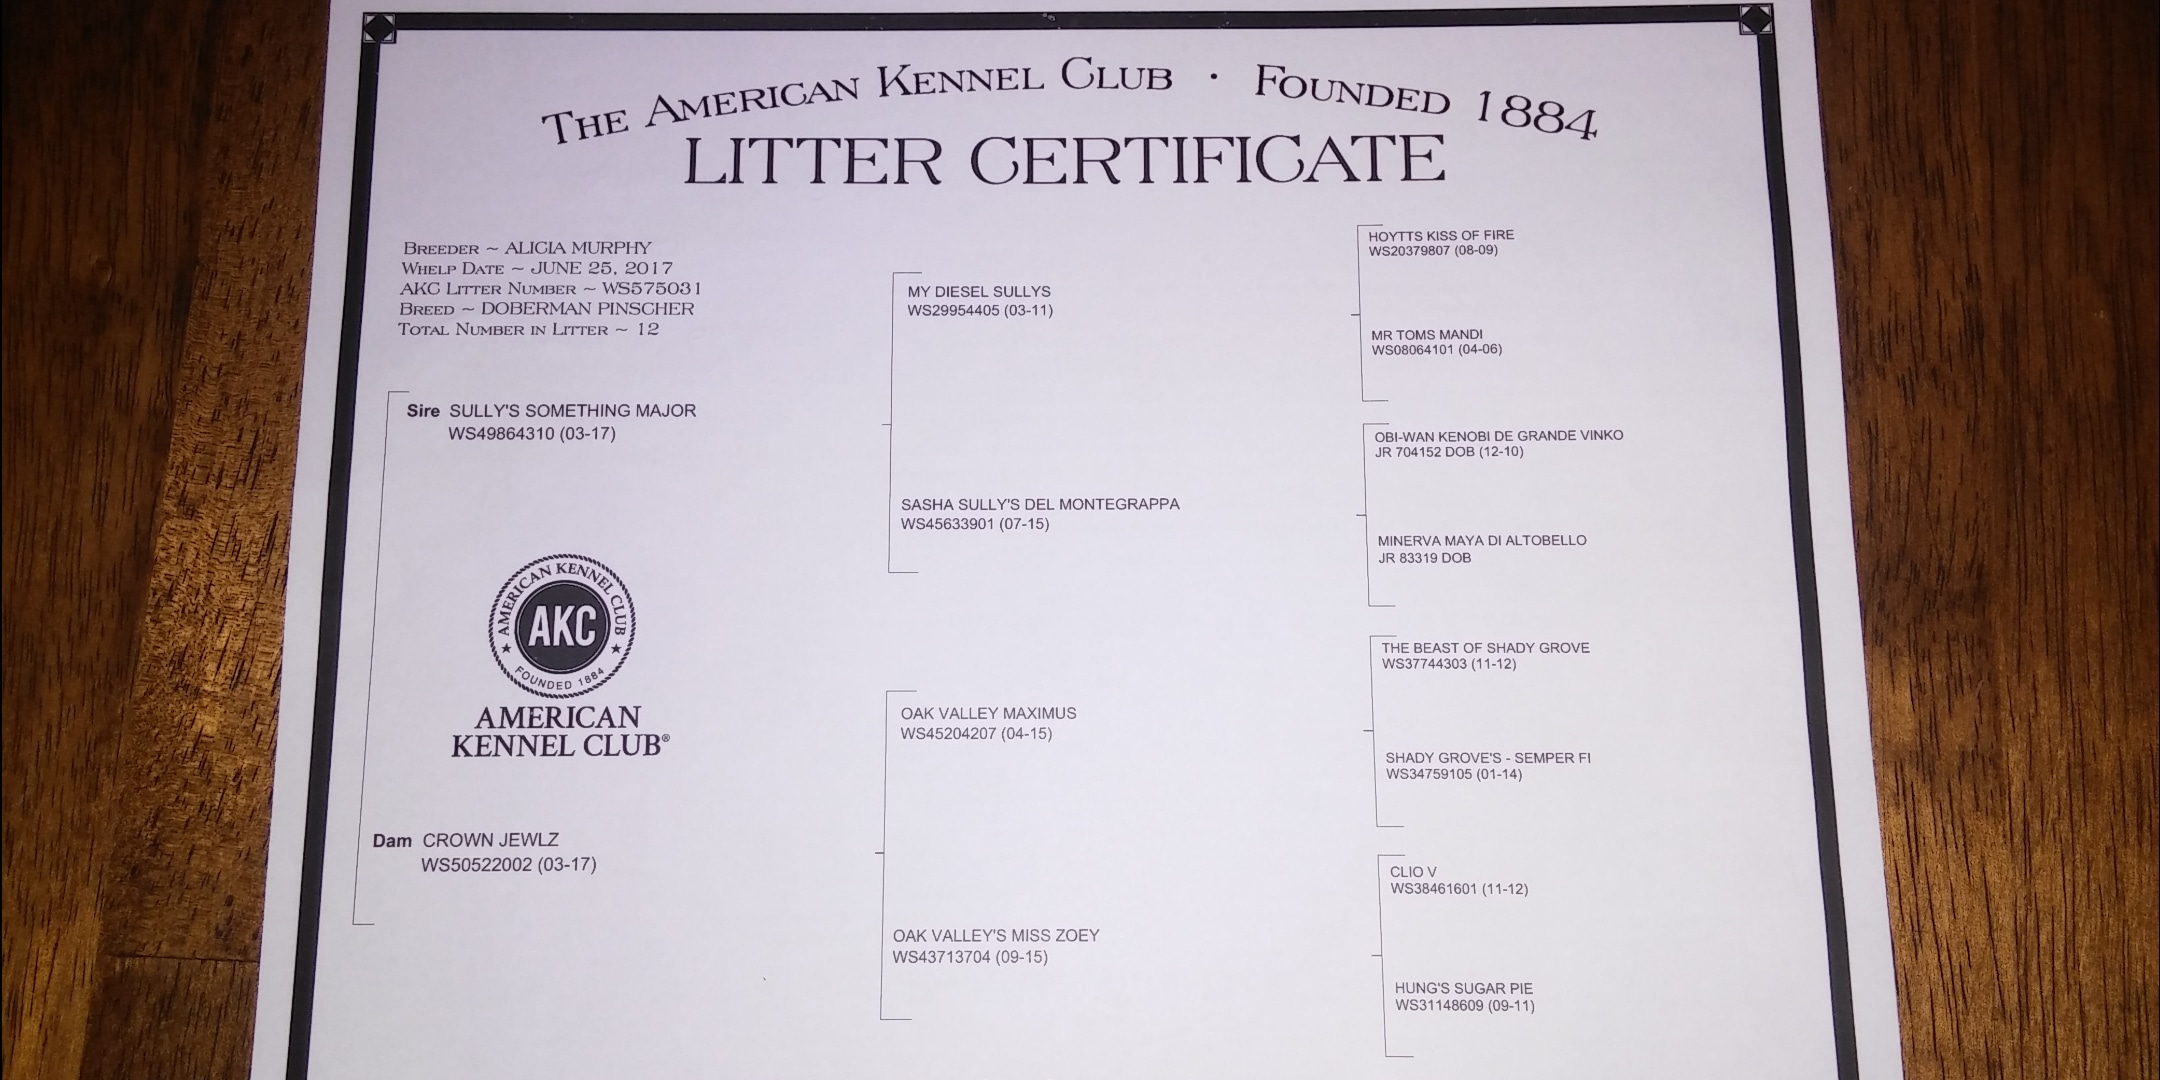 THE AMERICAN KENNEL CLUB · FOUNDED 1884
LITTER CERTIFICATE
BREEDER ~ ALICIA MURPHY
WHELP DATE ~ JUNE 25, 2017
AKC LITTER NUMBER ~ WS575031
BREED ~ DOBERMAN PINSCHER
TOTAL NUMBER IN LITTER ~ 12
Sire SULLY'S SOMETHING MAJOR
WS49864310 (03-17)
AMERICAN KENNEL CLUB
AKC
FOUNDED 1884
AMERICAN
KENNEL CLUB®
Dam CROWN JEWLZ
WS50522002 (03-17)
MY DIESEL SULLYS
WS29954405 (03-11)
SASHA SULLY'S DEL MONTEGRAPPA
WS45633901 (07-15)
OAK VALLEY MAXIMUS
WS45204207 (04-15)
OAK VALLEY'S MISS ZOEY
WS43713704 (09-15)
HOYTTS KISS OF FIRE
WS20379807 (08-09)
MR TOMS MANDI
WS08064101 (04-06)
OBI-WAN KENOBI DE GRANDE VINKO
JR 704152 DOB (12-10)
MINERVA MAYA DI ALTOBELLO
JR 83319 DOB
THE BEAST OF SHADY GROVE
WS37744303 (11-12)
SHADY GROVE'S - SEMPER FI
WS34759105 (01-14)
CLIO V
WS38461601 (11-12)
HUNG'S SUGAR PIE
WS31148609 (09-11)